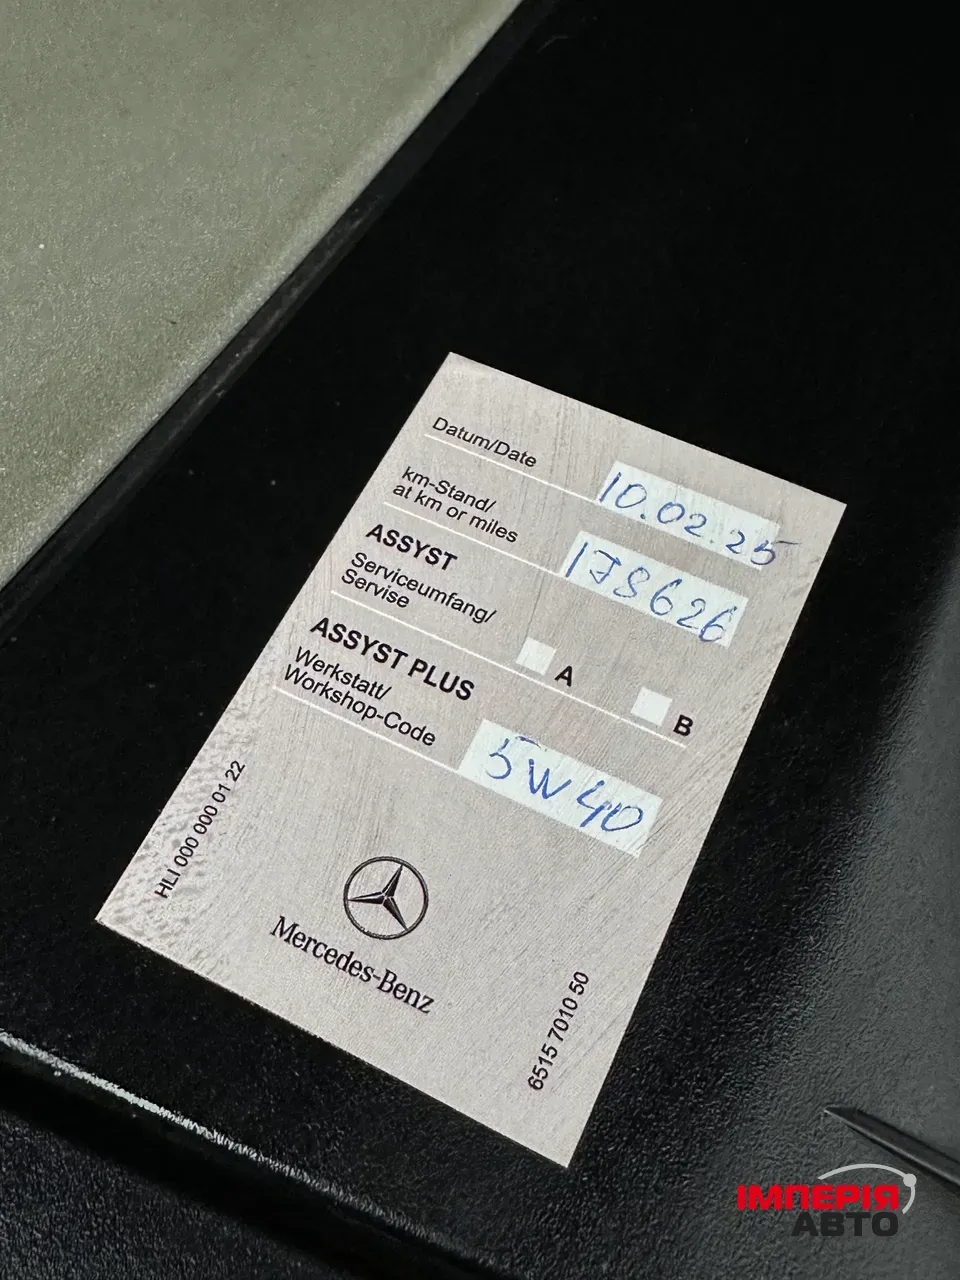 Datum/Date
10.02.25
km-Stand/
at km or miles
178626
ASSYST
Serviceumfang/
Servise
A
B
ASSYST PLUS
Werkstatt/
Workshop-Code
5W40
HLI 000 000 01 22
Mercedes-Benz
6515 7010 50
ІМПЕРІЯ
АВТО